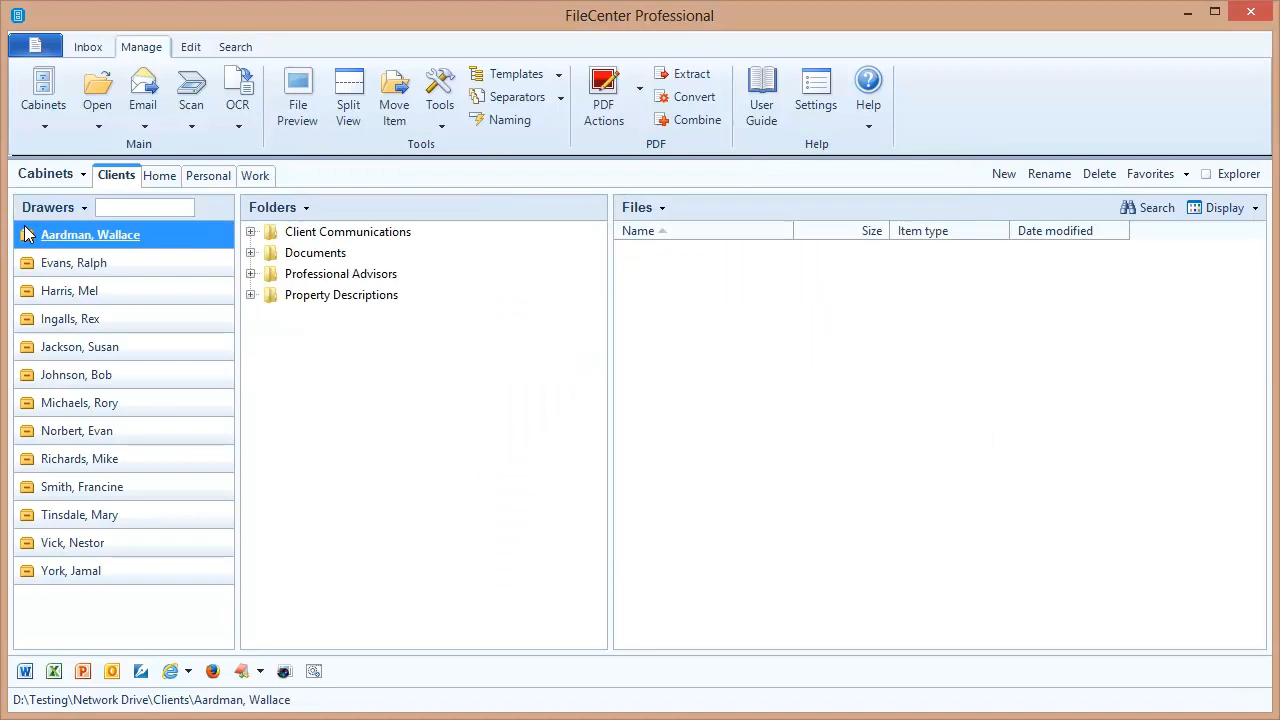 FileCenter Professional
Inbox Manage Edit Search
Cabinets Open Email Scan OCR
Main
File Preview Split View Move Item Tools Templates Separators Naming
Tools
PDF Actions Extract Convert Combine
PDF
User Guide Settings Help
Help
Cabinets Clients Home Personal Work New Rename Delete Favorites Explorer
Drawers Folders Files Search Display
Name Size Item type Date modified
Aardman, Wallace
Evans, Ralph
Harris, Mel
Ingalls, Rex
Jackson, Susan
Johnson, Bob
Michaels, Rory
Norbert, Evan
Richards, Mike
Smith, Francine
Tinsdale, Mary
Vick, Nestor
York, Jamal
Client Communications
Documents
Professional Advisors
Property Descriptions
D:\Testing\Network Drive\Clients\Aardman, Wallace